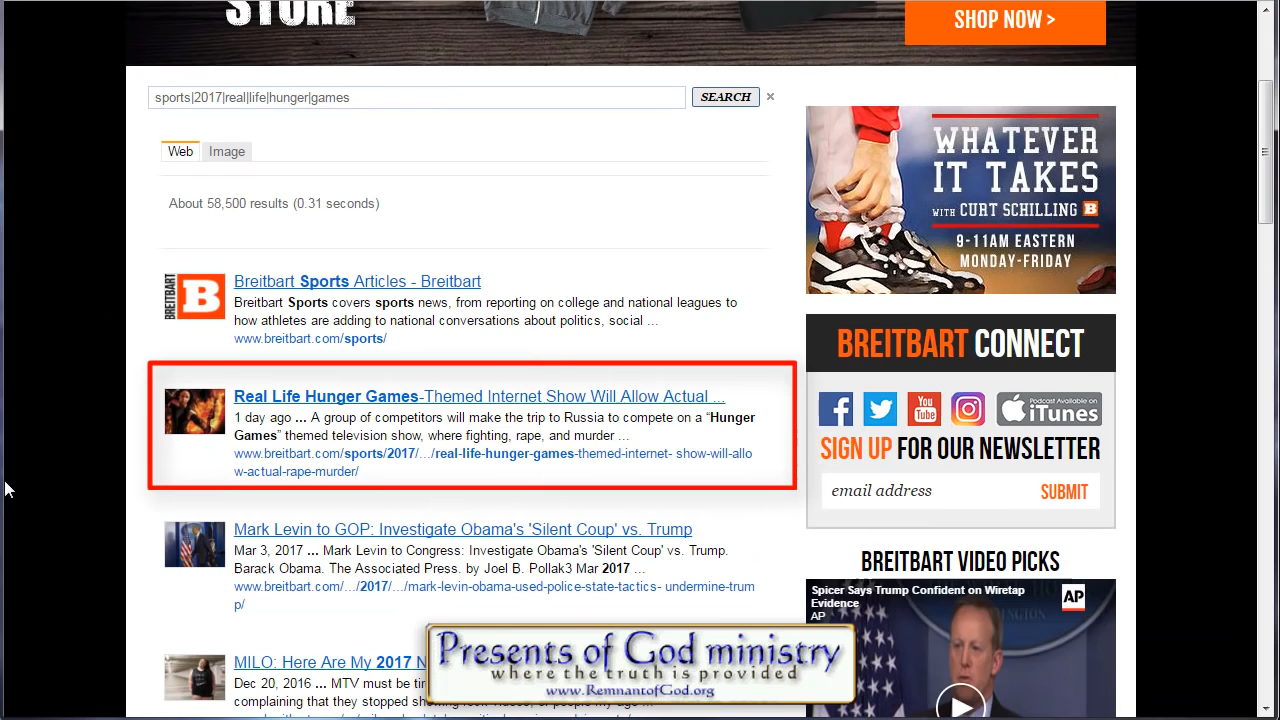 STORE
SHOP NOW >
sports|2017|real|life|hunger|games
SEARCH
×
Web
Image
About 58,500 results (0.31 seconds)
BREITBART
B
Breitbart Sports Articles - Breitbart
Breitbart Sports covers sports news, from reporting on college and national leagues to
how athletes are adding to national conversations about politics, social ...
www.breitbart.com/sports/
Real Life Hunger Games-Themed Internet Show Will Allow Actual ...
1 day ago ... A group of competitors will make the trip to Russia to compete on a “Hunger
Games” themed television show, where fighting, rape, and murder ...
www.breitbart.com/sports/2017/.../real-life-hunger-games-themed-internet- show-will-allo
w-actual-rape-murder/
Mark Levin to GOP: Investigate Obama's 'Silent Coup' vs. Trump
Mar 3, 2017 ... Mark Levin to Congress: Investigate Obama's 'Silent Coup' vs. Trump.
Barack Obama. The Associated Press. by Joel B. Pollak3 Mar 2017 ...
www.breitbart.com/.../2017/.../mark-levin-obama-used-police-state-tactics- undermine-trum
p/
MILO: Here Are My 2017 N
Dec 20, 2016 ... MTV must be
complaining that they stopped
WHATEVER
IT TAKES
WITH CURT SCHILLING B
9-11AM EASTERN
MONDAY-FRIDAY
BREITBART CONNECT
f
You
Tube
Podcast Available on
iTunes
SIGN UP FOR OUR NEWSLETTER
email address
SUBMIT
BREITBART VIDEO PICKS
Spicer Says Trump Confident on Wiretap
Evidence
AP
AP
Presents of God ministry
where the truth is provided
www.RemnantofGod.org